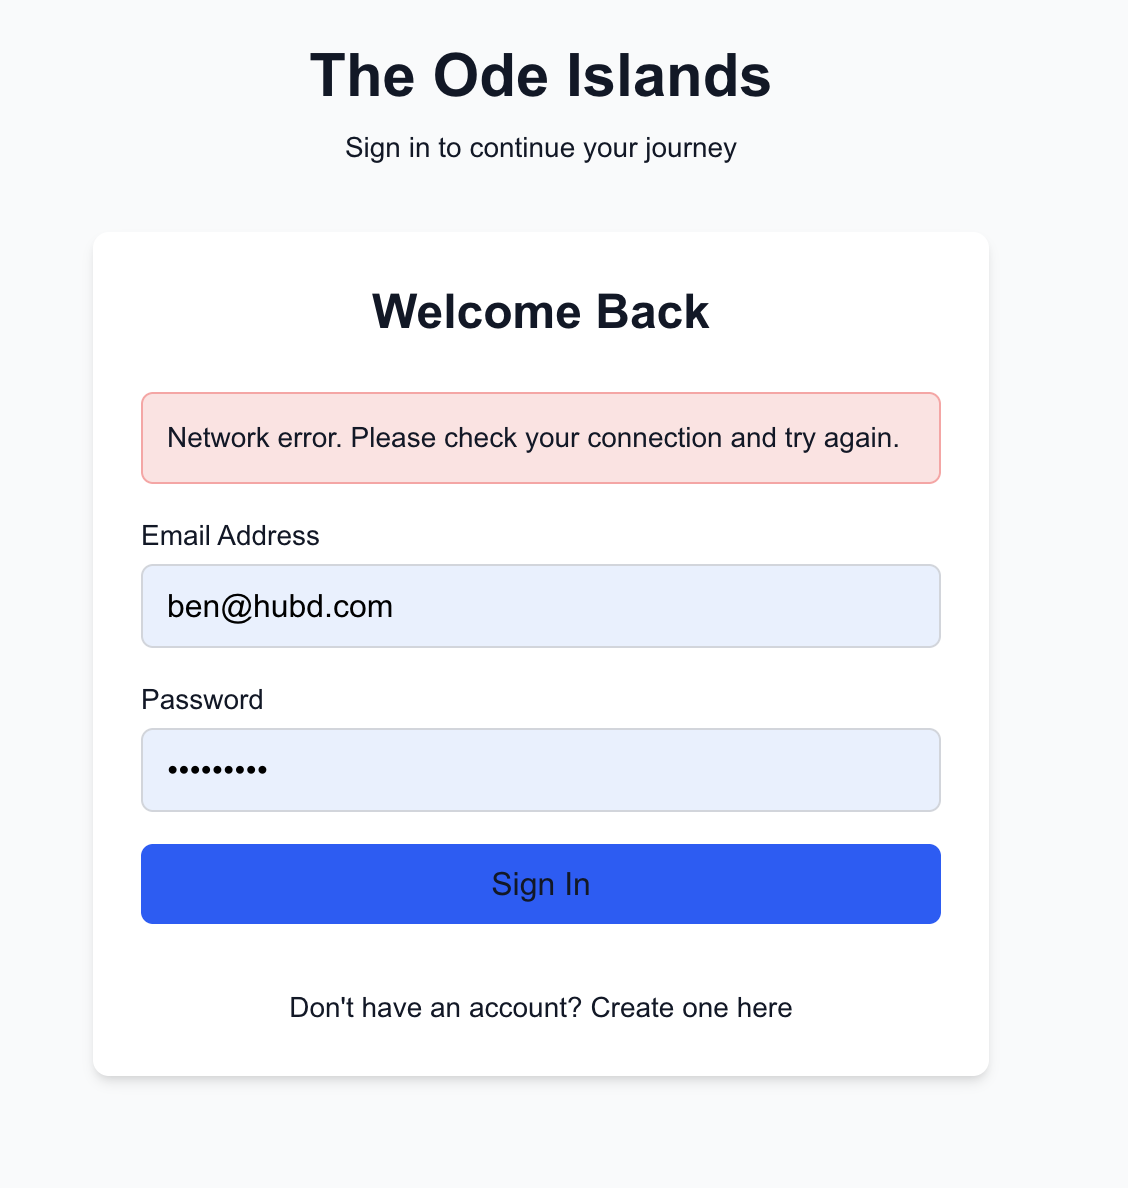 The Ode Islands
Sign in to continue your journey
Welcome Back
Network error. Please check your connection and try again.
Email Address
ben@hubd.com
Password
•••••••••
Sign In
Don't have an account? Create one here